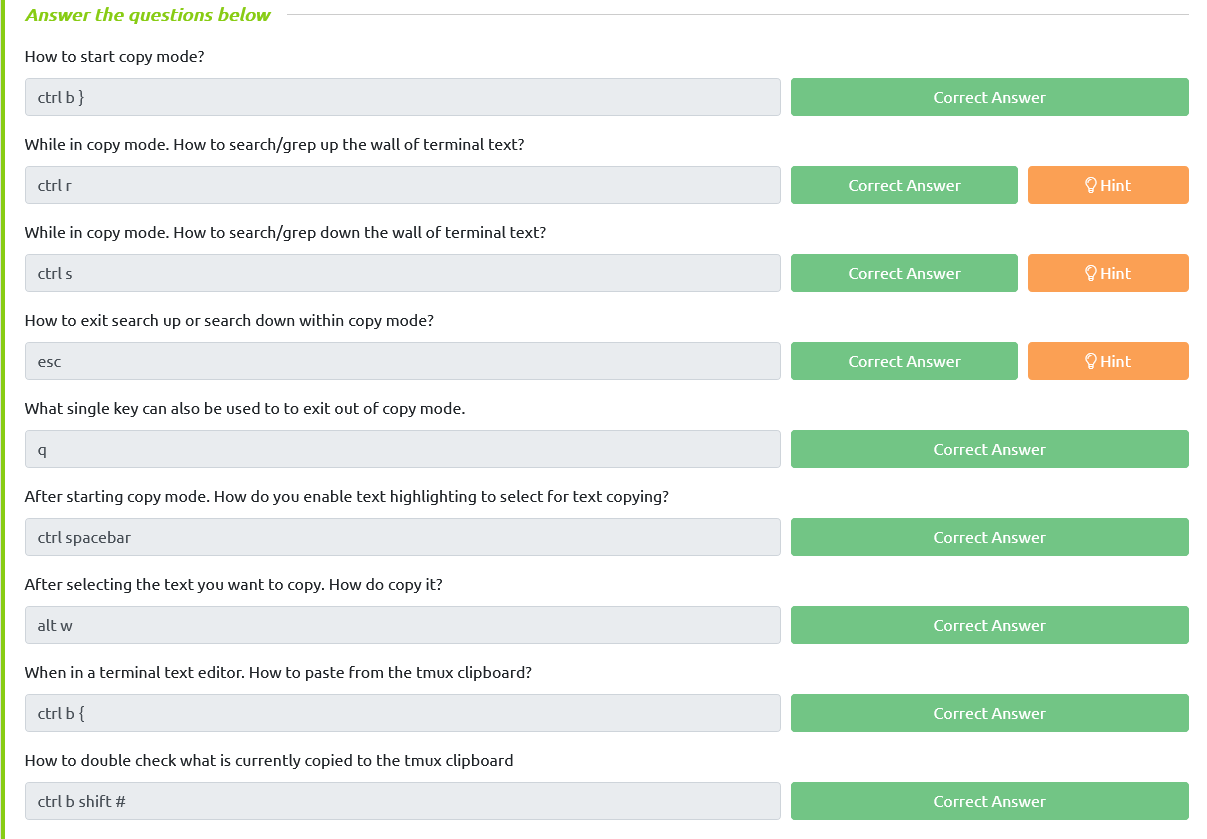 Answer the questions below
How to start copy mode?
ctrl b }
Correct Answer
While in copy mode. How to search/grep up the wall of terminal text?
ctrl r
Correct Answer
Hint
While in copy mode. How to search/grep down the wall of terminal text?
ctrl s
Correct Answer
Hint
How to exit search up or search down within copy mode?
esc
Correct Answer
Hint
What single key can also be used to to exit out of copy mode.
q
Correct Answer
After starting copy mode. How do you enable text highlighting to select for text copying?
ctrl spacebar
Correct Answer
After selecting the text you want to copy. How do copy it?
alt w
Correct Answer
When in a terminal text editor. How to paste from the tmux clipboard?
ctrl b {
Correct Answer
How to double check what is currently copied to the tmux clipboard
ctrl b shift #
Correct Answer